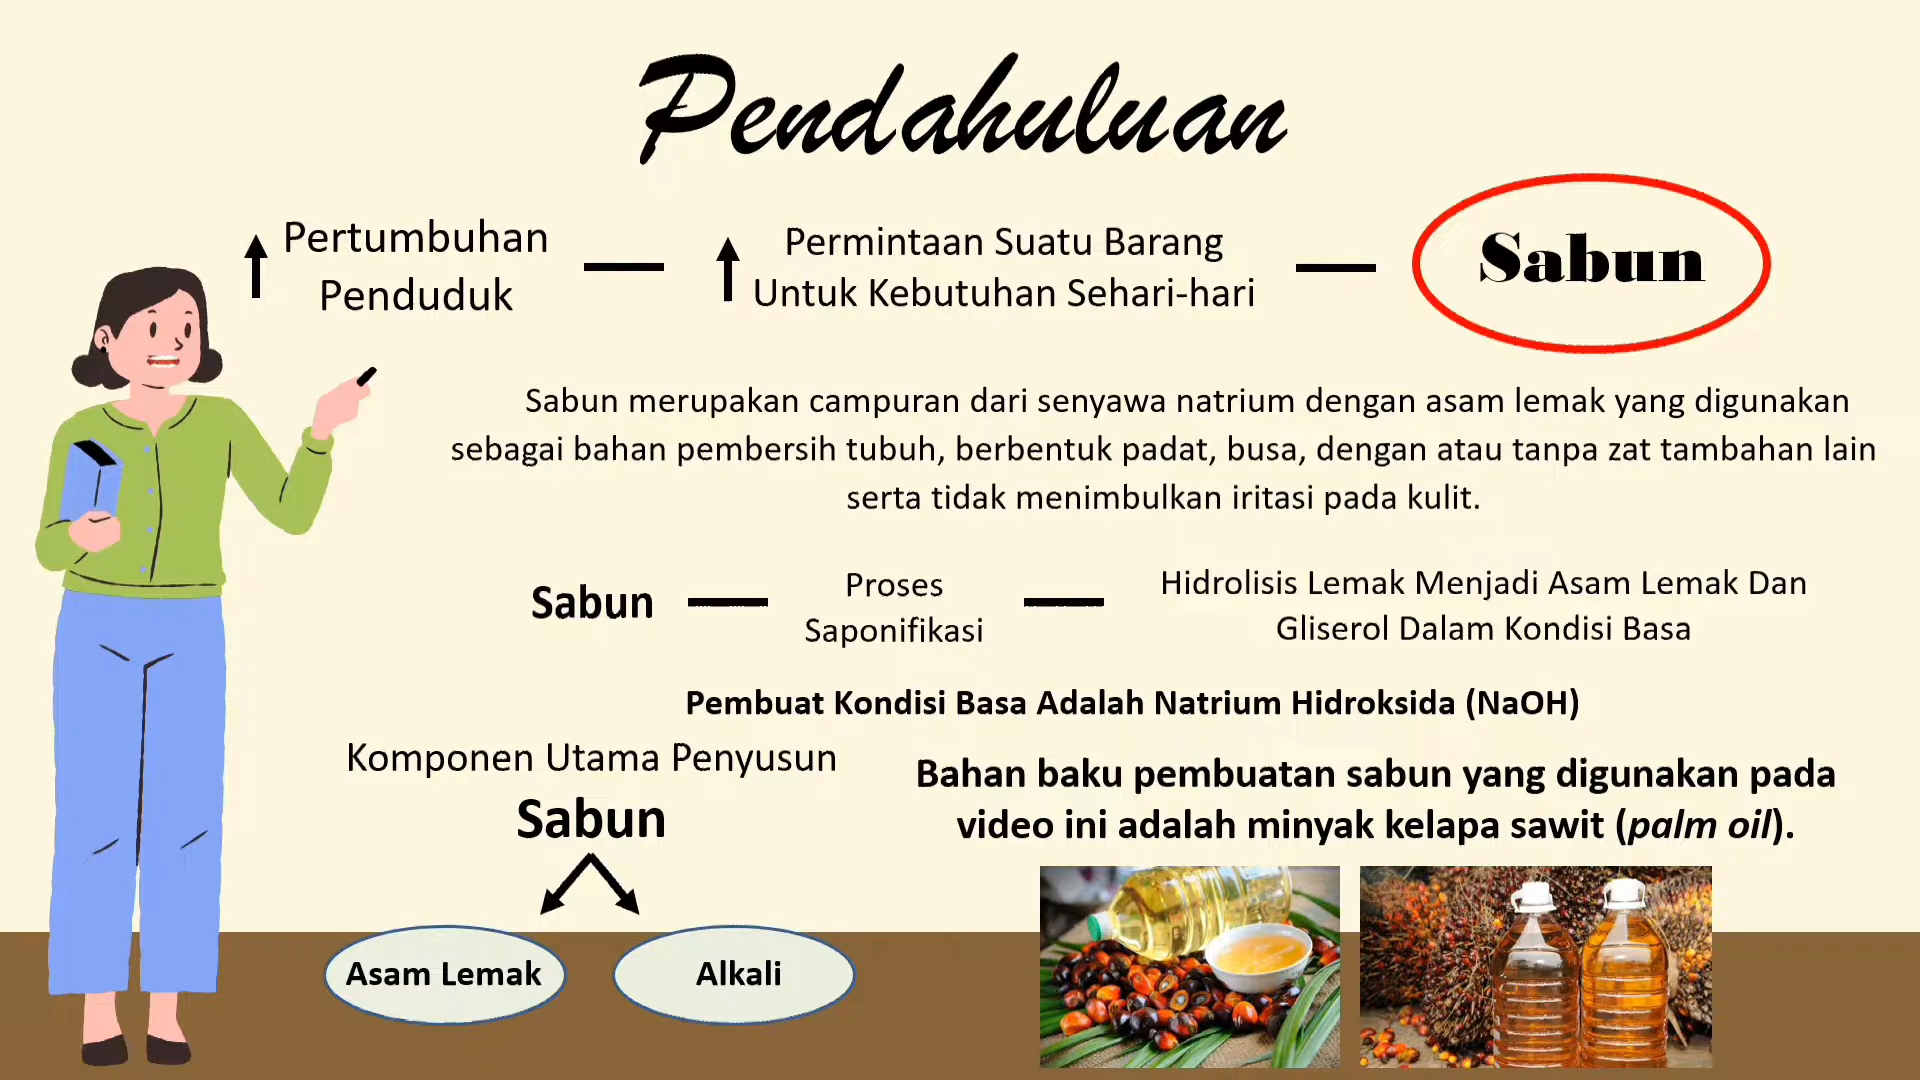 Pendahuluan
Pertumbuhan
Penduduk
Permintaan Suatu Barang
Untuk Kebutuhan Sehari-hari
Sabun
Sabun merupakan campuran dari senyawa natrium dengan asam lemak yang digunakan
sebagai bahan pembersih tubuh, berbentuk padat, busa, dengan atau tanpa zat tambahan lain
serta tidak menimbulkan iritasi pada kulit.
Sabun
Proses
Saponifikasi
Hidrolisis Lemak Menjadi Asam Lemak Dan
Gliserol Dalam Kondisi Basa
Pembuat Kondisi Basa Adalah Natrium Hidroksida (NaOH)
Komponen Utama Penyusun
Sabun
Asam Lemak
Alkali
Bahan baku pembuatan sabun yang digunakan pada
video ini adalah minyak kelapa sawit (palm oil).